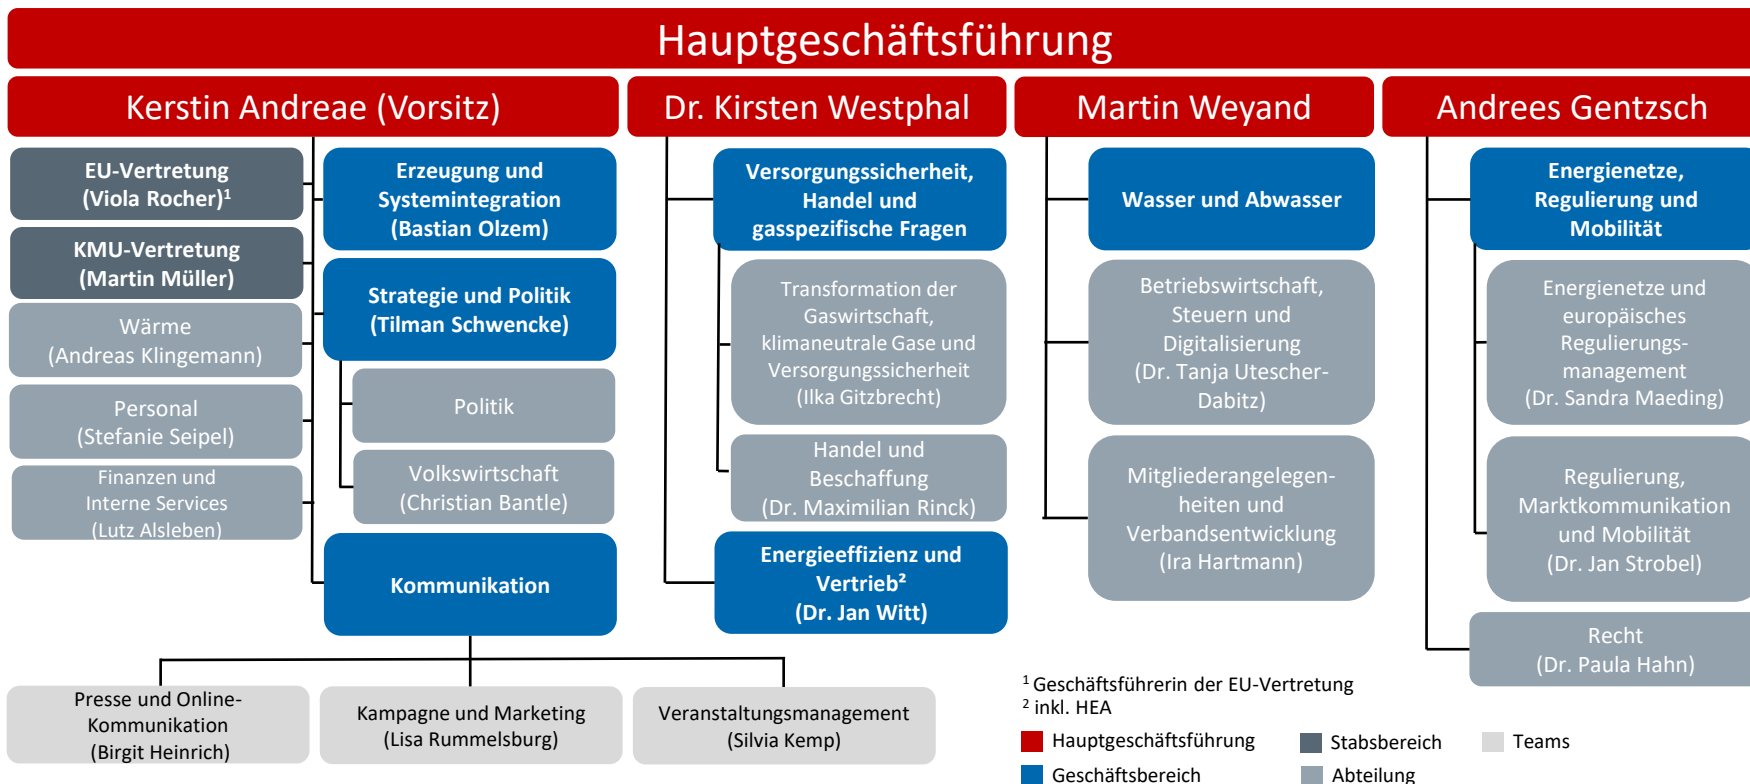 Hauptgeschäftsführung
Kerstin Andreae (Vorsitz)
EU-Vertretung
(Viola Rocher)¹
KMU-Vertretung
(Martin Müller)
Wärme
(Andreas Klingemann)
Personal
(Stefanie Seipel)
Finanzen und
Interne Services
(Lutz Alsleben)
Erzeugung und
Systemintegration
(Bastian Olzem)
Strategie und Politik
(Tilman Schwencke)
Politik
Volkswirtschaft
(Christian Bantle)
Kommunikation
Presse und Online-
Kommunikation
(Birgit Heinrich)
Kampagne und Marketing
(Lisa Rummelsburg)
Veranstaltungsmanagement
(Silvia Kemp)
Dr. Kirsten Westphal
Versorgungssicherheit,
Handel und
gasspezifische Fragen
Transformation der
Gaswirtschaft,
klimaneutrale Gase und
Versorgungssicherheit
(Ilka Gitzbrecht)
Handel und
Beschaffung
(Dr. Maximilian Rinck)
Energieeffizienz und
Vertrieb²
(Dr. Jan Witt)
Martin Weyand
Wasser und Abwasser
Betriebswirtschaft,
Steuern und
Digitalisierung
(Dr. Tanja Utescher-
Dabitz)
Mitgliederangelegen-
heiten und
Verbandsentwicklung
(Ira Hartmann)
Andrees Gentzsch
Energienetze,
Regulierung und
Mobilität
Energienetze und
europäisches
Regulierungs-
management
(Dr. Sandra Maeding)
Regulierung,
Marktkommunikation
und Mobilität
(Dr. Jan Strobel)
Recht
(Dr. Paula Hahn)
¹ Geschäftsführerin der EU-Vertretung
² inkl. HEA
Hauptgeschäftsführung
Stabsbereich
Teams
Geschäftsbereich
Abteilung